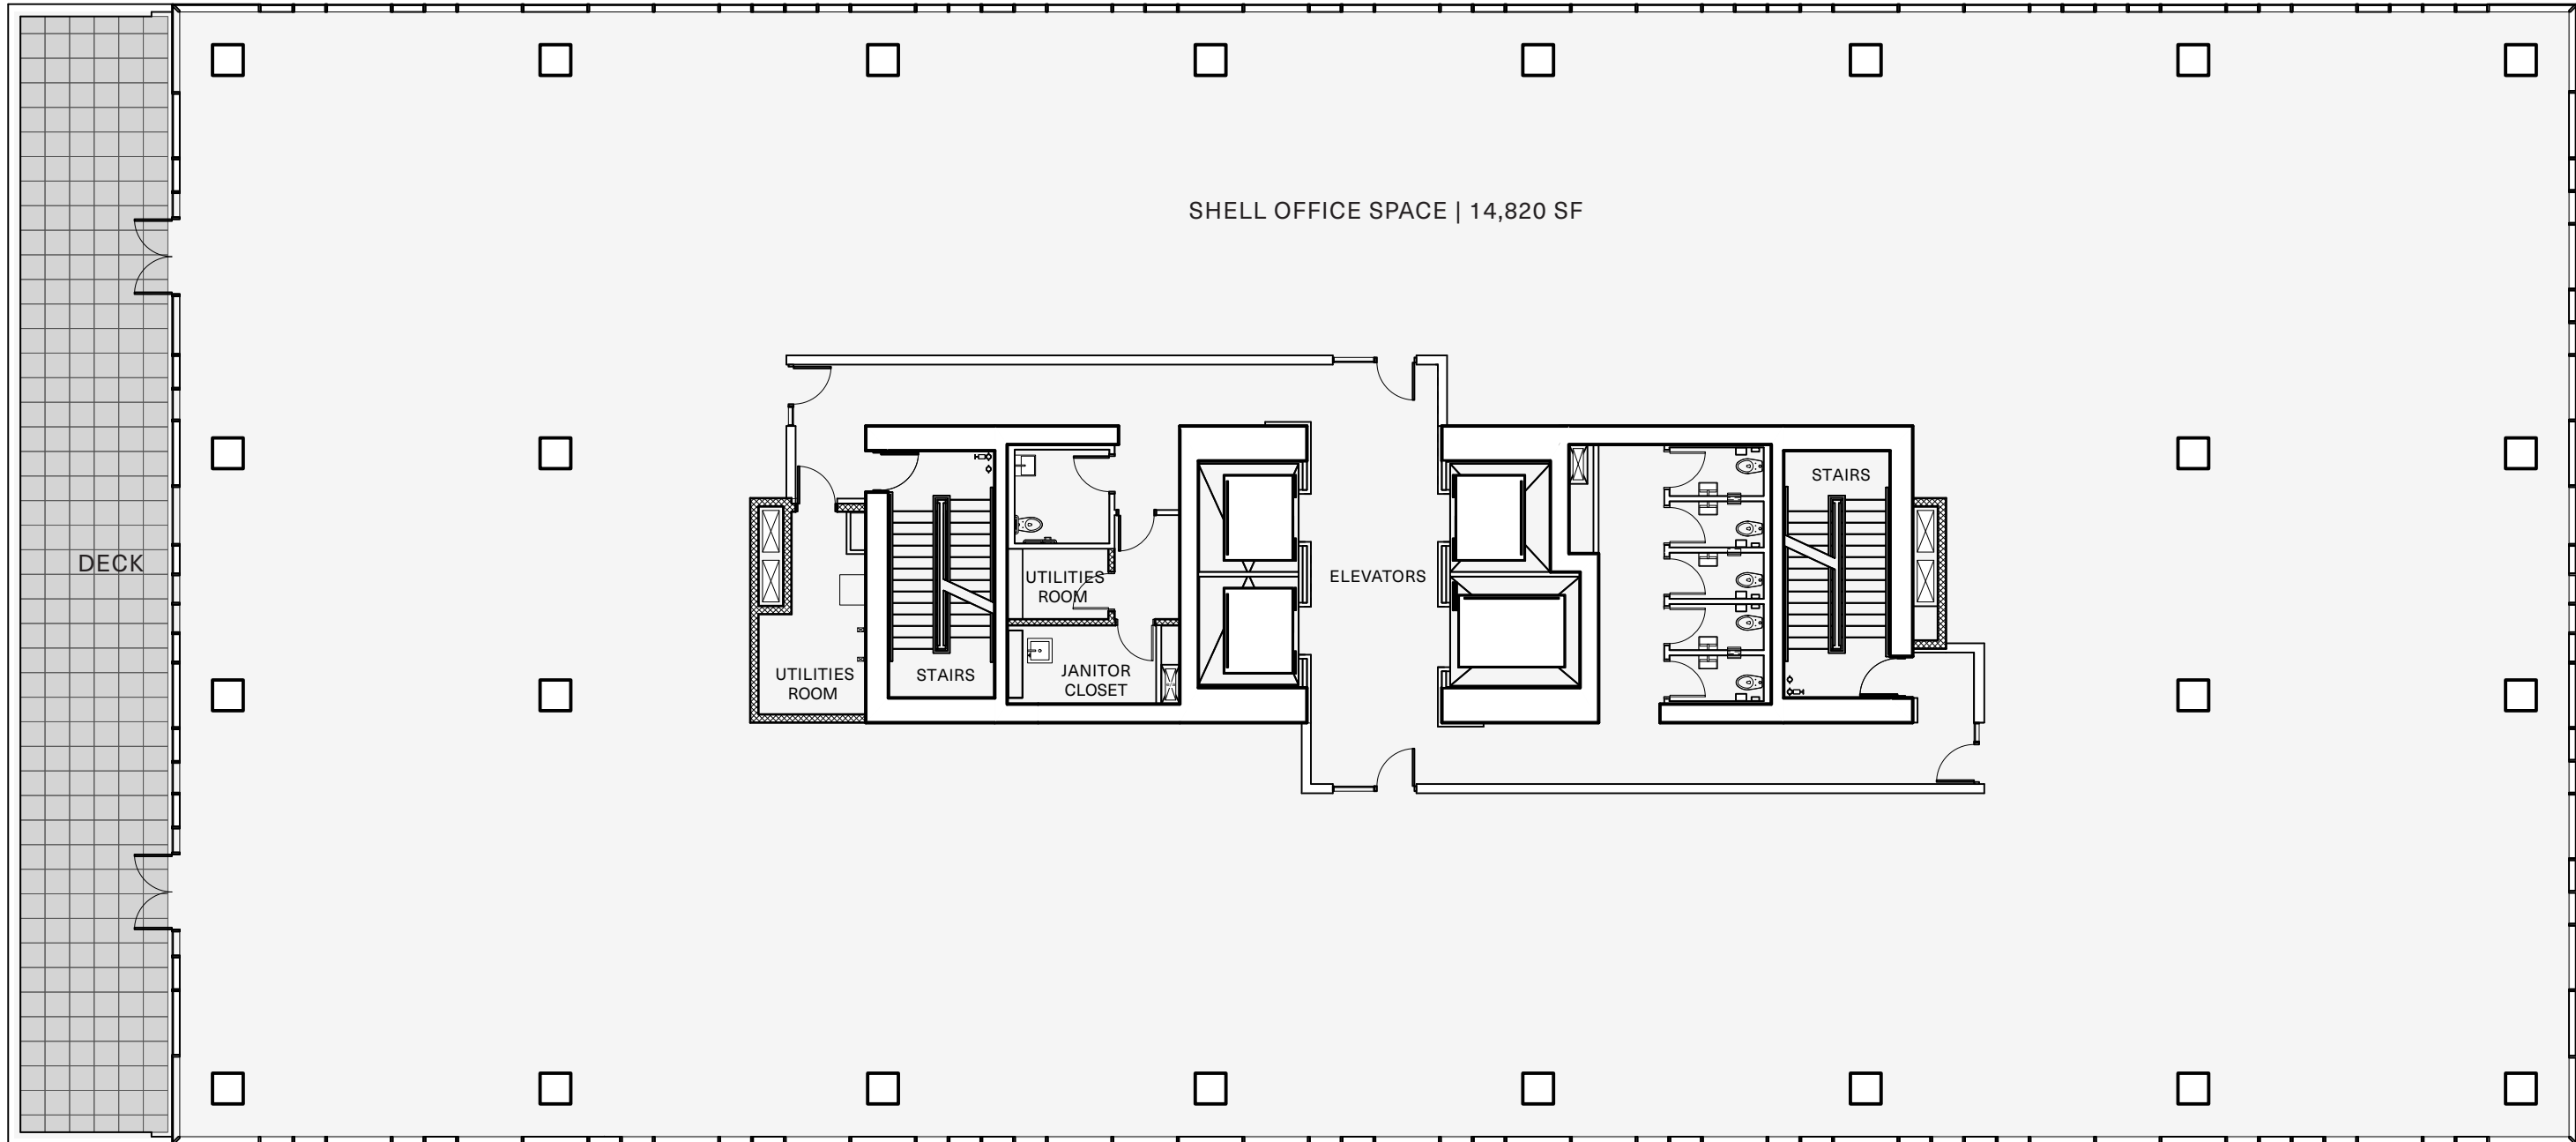 SHELL OFFICE SPACE | 14,820 SF
DECK
UTILITIES
ROOM
STAIRS
UTILITIES
ROOM
JANITOR
CLOSET
ELEVATORS
STAIRS